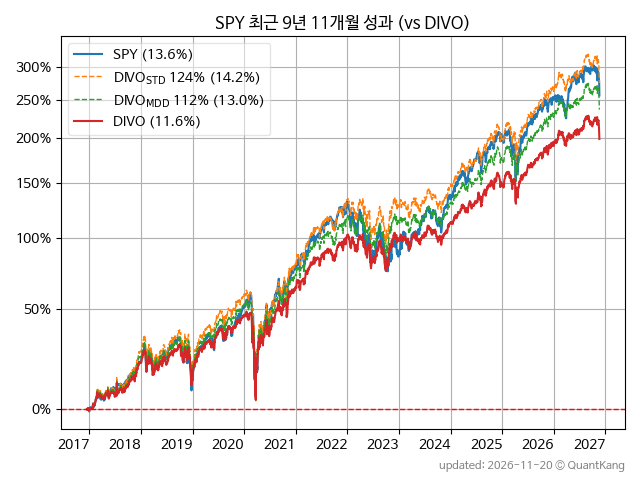 SPY 최근 9년 11개월 성과 (vs DIVO)
SPY (13.6%)
DIVO_STD 124% (14.2%)
DIVO_MDD 112% (13.0%)
DIVO (11.6%)
300%
250%
200%
150%
100%
50%
0%
2017 2018 2019 2020 2021 2022 2023 2024 2025 2026 2027
updated: 2026-11-20 © QuantKang